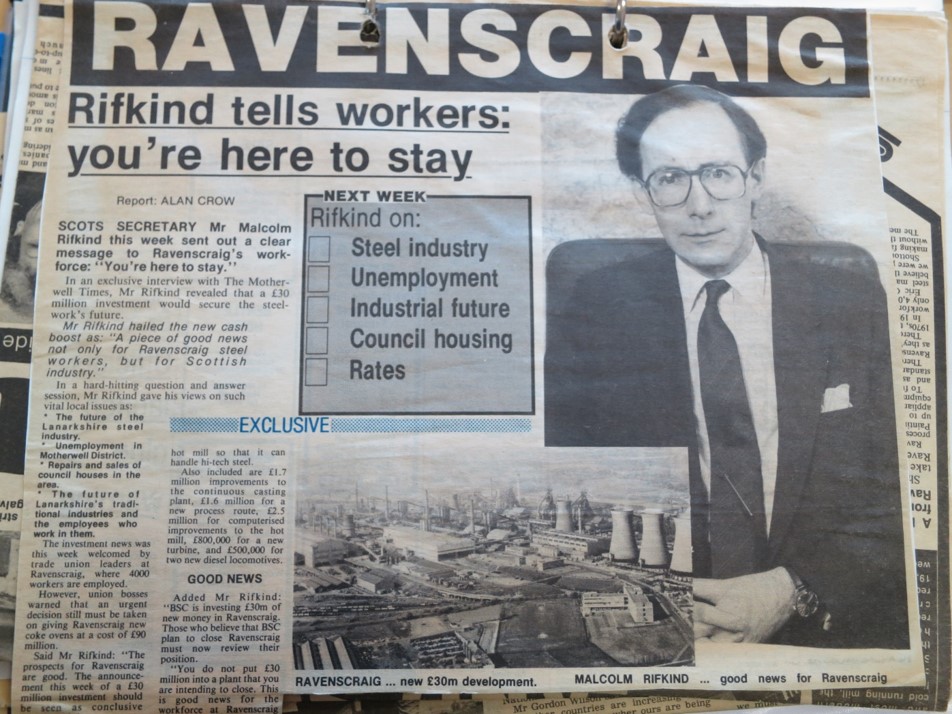 RAVENSCRAIG
Rifkind tells workers:
you're here to stay
Report: ALAN CROW
SCOTS SECRETARY Mr Malcolm
Rifkind this week sent out a clear
message to Ravenscraig's work-
force: "You're here to stay."
In an exclusive interview with The Mother-
well Times, Mr Rifkind revealed that a £30
million investment would secure the steel-
work's future.
Mr Rifkind hailed the new cash
boost as: "A piece of good news
not only for Ravenscraig steel
workers, but for Scottish
industry."
In a hard-hitting question and answer
session, Mr Rifkind gave his views on such
vital local issues as:
* The future of the
Lanarkshire steel
industry.
* Unemployment in
Motherwell District.
* Repairs and sales of
council houses in the
area.
* The future of
Lanarkshire's tradi-
tional industries and
the employees who
work in them.
The investment news was
this week welcomed by
trade union leaders at
Ravenscraig, where 4000
workers are employed.
However, union bosses
warned that an urgent
decision still must be taken
on giving Ravenscraig new
coke ovens at a cost of £90
million.
Said Mr Rifkind: "The
prospects for Ravenscraig
are good. The announce-
ment this week of a £30
million investment should
be seen as conclusive
EXCLUSIVE
hot mill so that it can
handle hi-tech steel.
Also included are £1.7
million improvements to
the continuous casting
plant, £1.6 million for a
new process route, £2.5
million for computerised
improvements to the hot
mill, £800,000 for a new
turbine, and £500,000 for
two new diesel locomotives.
GOOD NEWS
Added Mr Rifkind:
"BSC is investing £30m of
new money in Ravenscraig.
Those who believe that BSC
plan to close Ravenscraig
must now review their
position.
"You do not put £30
million into a plant that you
are intending to close. This
is good news for the
workforce at Ravenscraig
NEXT WEEK
Rifkind on:
Steel industry
Unemployment
Industrial future
Council housing
Rates
RAVENSCRAIG ... new £30m development.
MALCOLM RIFKIND ... good news for Ravenscraig